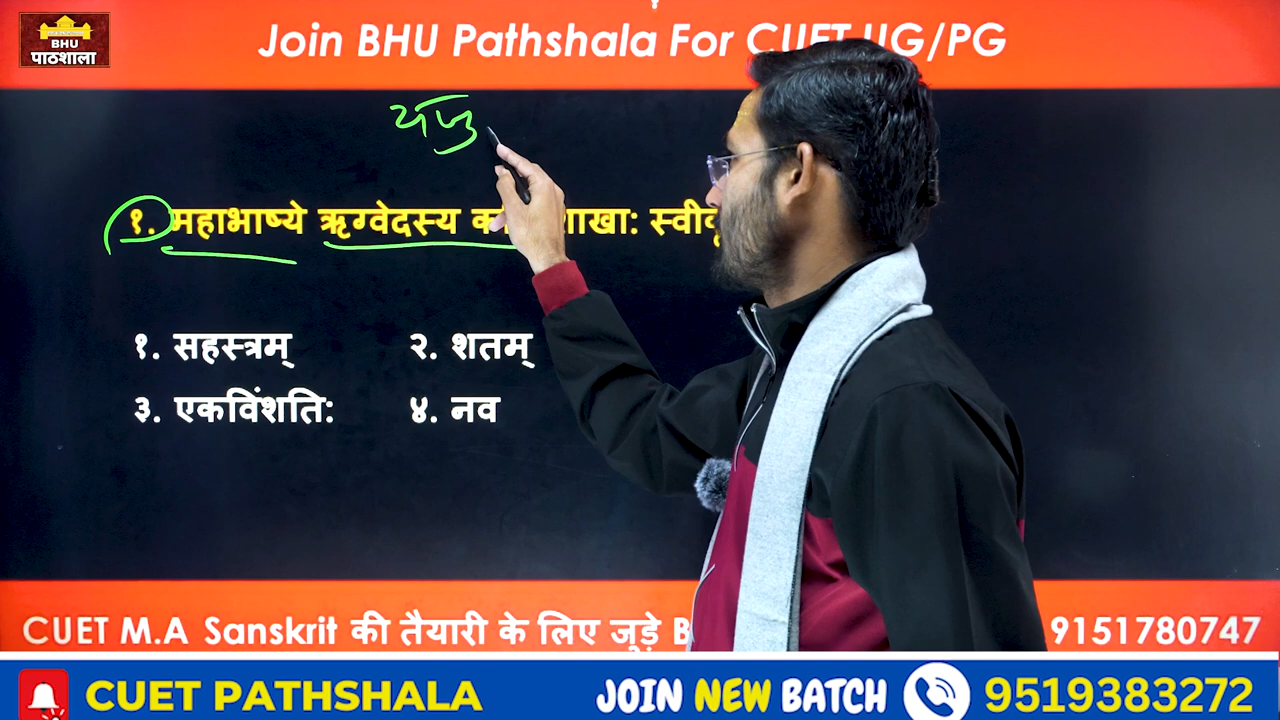 BHU
पाठशाला
Join BHU Pathshala For CUET UG/PG
यजु
१. महाभाष्ये ऋग्वेदस्य शाखा:
१. सहस्त्रम् २. शतम्
३. एकविंशति: ४. नव
CUET M.A Sanskrit की तैयारी के लिए जुड़े 9151780747
CUET PATHSHALA JOIN NEW BATCH 9519383272